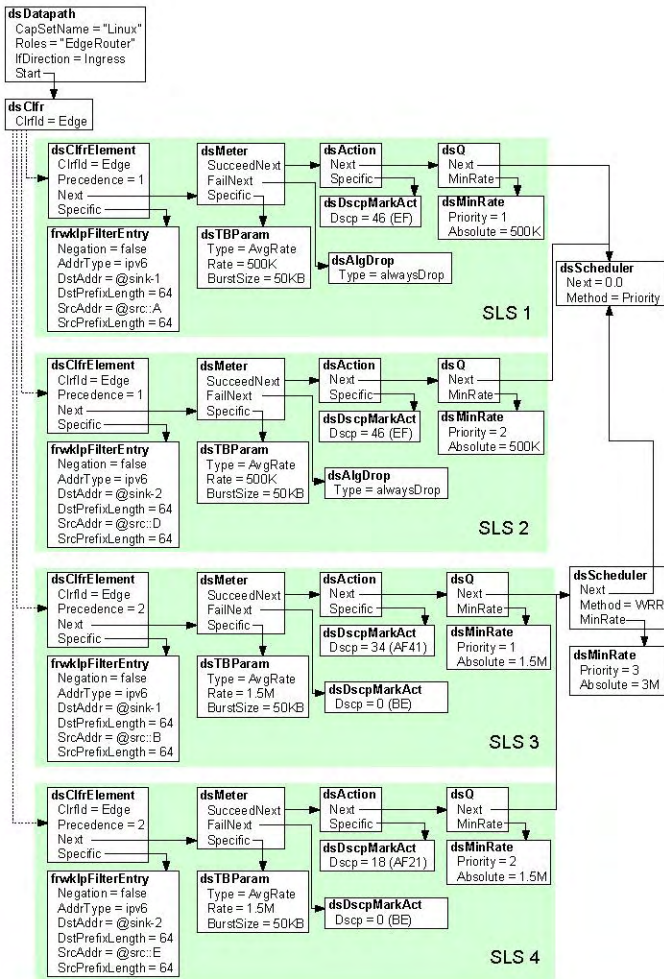 dsDatapath
CapSetName = "Linux"
Roles = "EdgeRouter"
IfDirection = Ingress
Start
dsClfr
ClrfId = Edge
dsClfrElement
ClrfId = Edge
Precedence = 1
Next
Specific
dsMeter
SucceedNext
FailNext
Specific
dsAction
Next
Specific
dsQ
Next
MinRate
dsDscpMarkAct
Dscp = 46 (EF)
dsMinRate
Priority = 1
Absolute = 500K
frwkIpFilterEntry
Negation = false
AddrType = ipv6
DstAddr = @sink-1
DstPrefixLength = 64
SrcAddr = @src::A
SrcPrefixLength = 64
dsTBParam
Type = AvgRate
Rate = 500K
BurstSize = 50KB
dsAlgDrop
Type = alwaysDrop
SLS 1
dsScheduler
Next = 0.0
Method = Priority
dsClfrElement
ClrfId = Edge
Precedence = 1
Next
Specific
dsMeter
SucceedNext
FailNext
Specific
dsAction
Next
Specific
dsQ
Next
MinRate
dsDscpMarkAct
Dscp = 46 (EF)
dsMinRate
Priority = 2
Absolute = 500K
frwkIpFilterEntry
Negation = false
AddrType = ipv6
DstAddr = @sink-2
DstPrefixLength = 64
SrcAddr = @src::D
SrcPrefixLength = 64
dsTBParam
Type = AvgRate
Rate = 500K
BurstSize = 50KB
dsAlgDrop
Type = alwaysDrop
SLS 2
dsClfrElement
ClrfId = Edge
Precedence = 2
Next
Specific
dsMeter
SucceedNext
FailNext
Specific
dsAction
Next
Specific
dsQ
Next
MinRate
dsScheduler
Next
Method = WRR
MinRate
dsDscpMarkAct
Dscp = 34 (AF41)
dsMinRate
Priority = 1
Absolute = 1.5M
dsMinRate
Priority = 3
Absolute = 3M
frwkIpFilterEntry
Negation = false
AddrType = ipv6
DstAddr = @sink-1
DstPrefixLength = 64
SrcAddr = @src::B
SrcPrefixLength = 64
dsTBParam
Type = AvgRate
Rate = 1.5M
BurstSize = 50KB
dsDscpMarkAct
Dscp = 0 (BE)
SLS 3
dsClfrElement
ClrfId = Edge
Precedence = 2
Next
Specific
dsMeter
SucceedNext
FailNext
Specific
dsAction
Next
Specific
dsQ
Next
MinRate
dsDscpMarkAct
Dscp = 18 (AF21)
dsMinRate
Priority = 2
Absolute = 1.5M
frwkIpFilterEntry
Negation = false
AddrType = ipv6
DstAddr = @sink-2
DstPrefixLength = 64
SrcAddr = @src::E
SrcPrefixLength = 64
dsTBParam
Type = AvgRate
Rate = 1.5M
BurstSize = 50KB
dsDscpMarkAct
Dscp = 0 (BE)
SLS 4